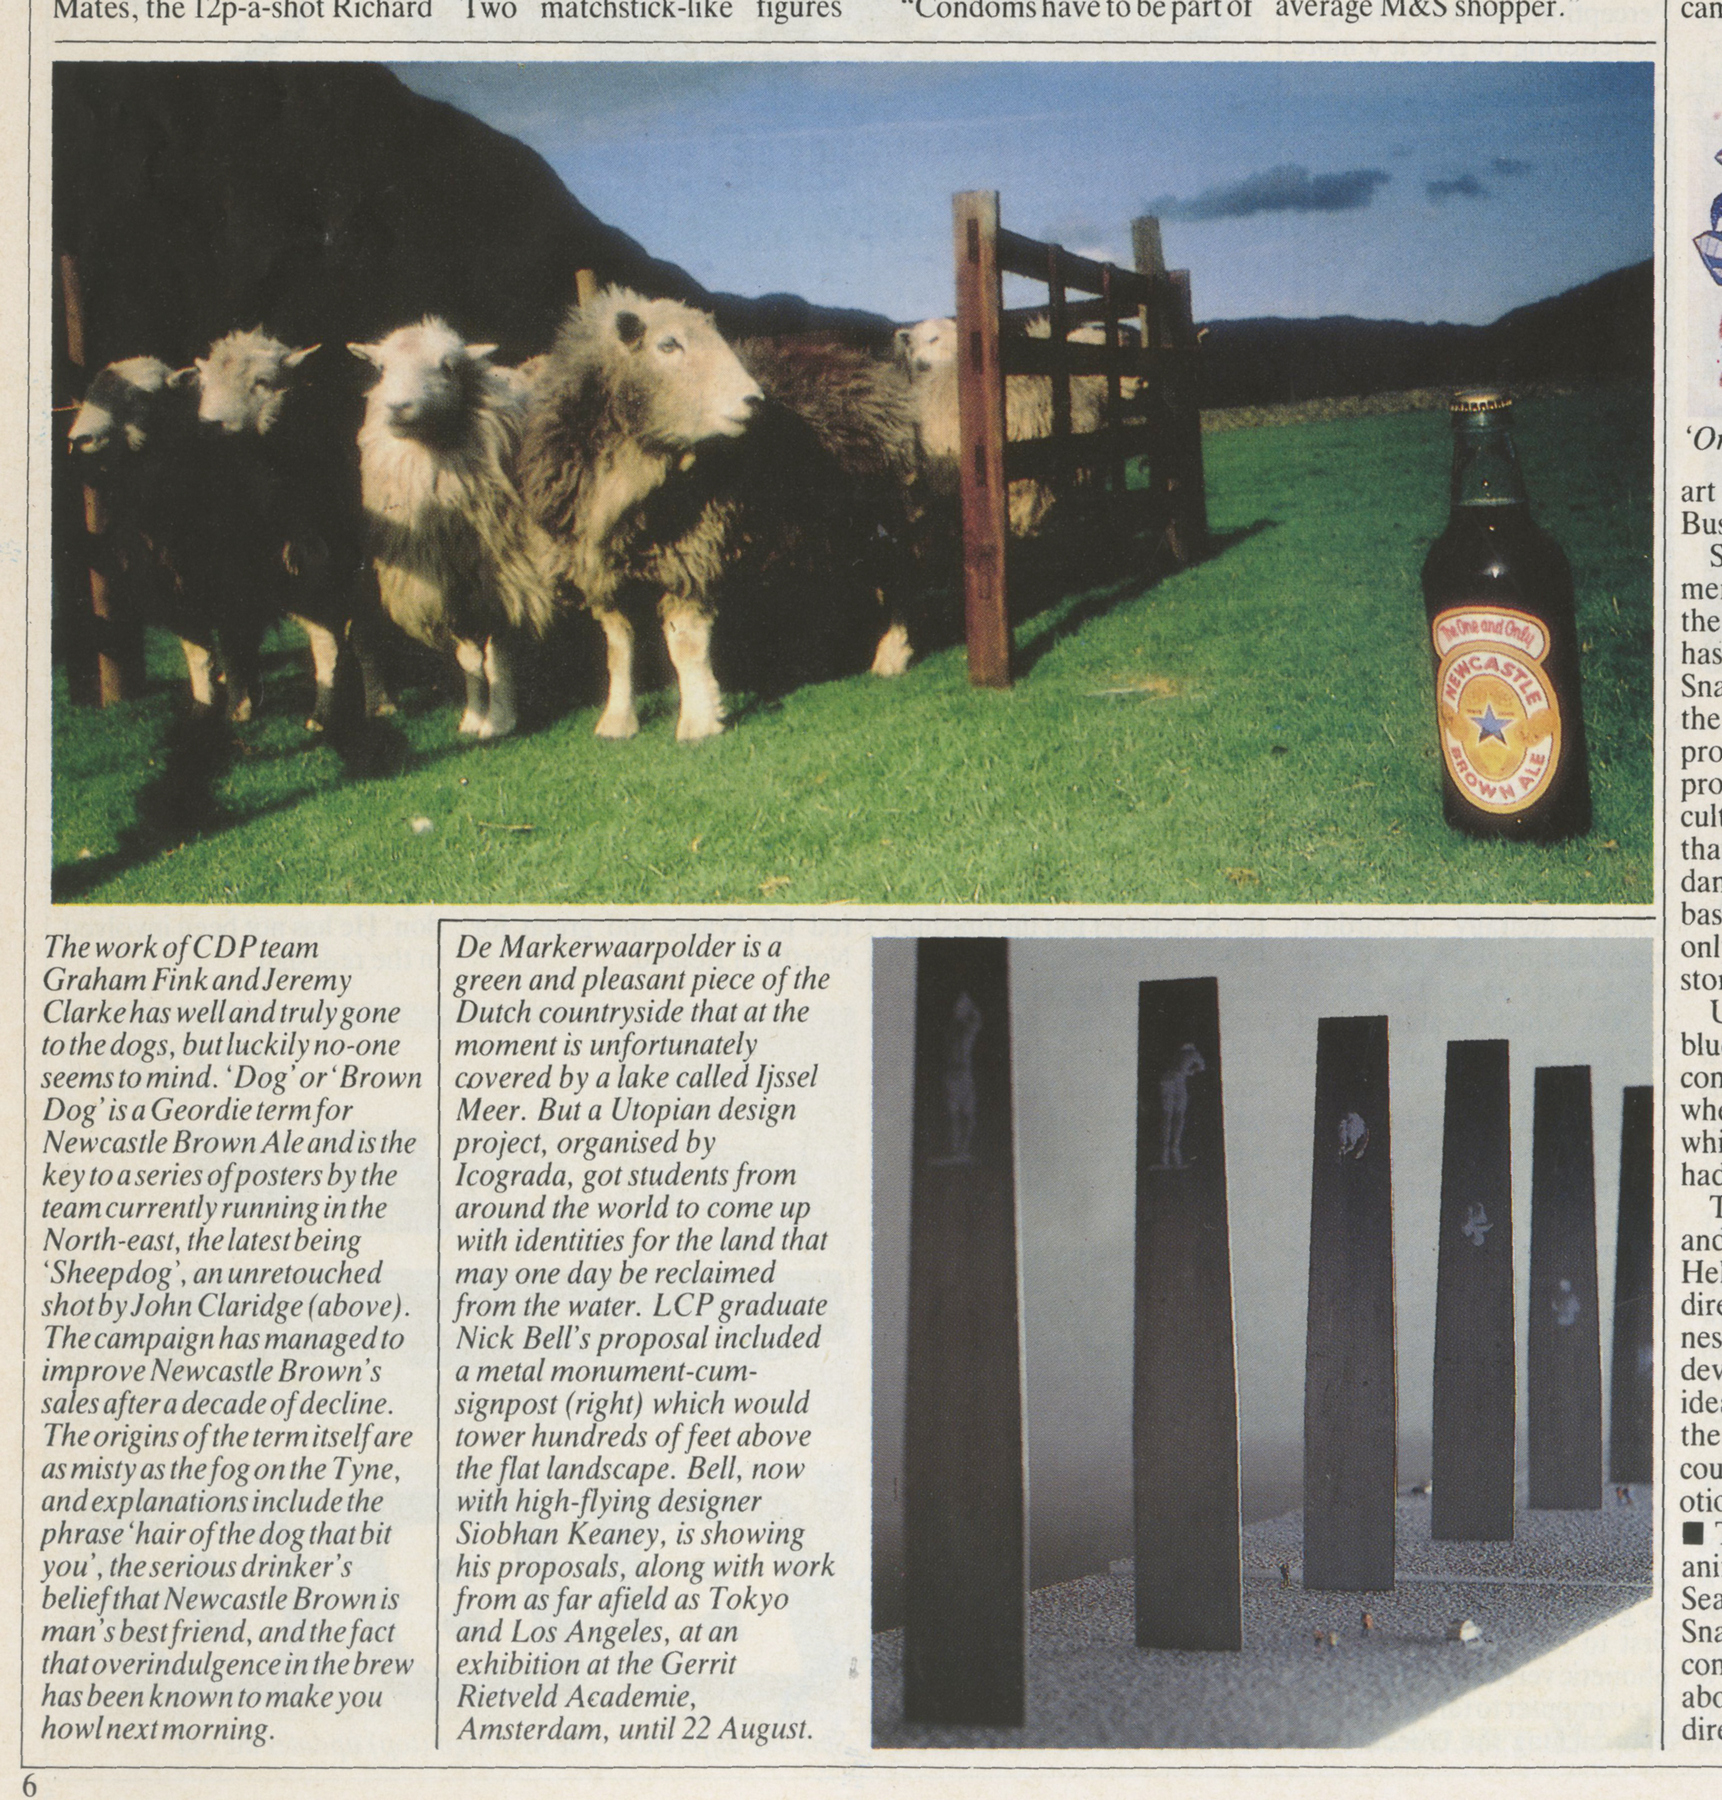 Mates, the 12p-a-shot Richard
Two matchstick-like figures
“Condoms have to be part of
average M&S shopper.”
can
The One and Only
NEWCASTLE
BROWN ALE
The work of CDP team
Graham Fink and Jeremy
Clarke has well and truly gone
to the dogs, but luckily no-one
seems to mind. ‘Dog’ or ‘Brown
Dog’ is a Geordie term for
Newcastle Brown Ale and is the
key to a series of posters by the
team currently running in the
North-east, the latest being
‘Sheepdog’, an unretouched
shot by John Claridge (above).
The campaign has managed to
improve Newcastle Brown’s
sales after a decade of decline.
The origins of the term itself are
as misty as the fog on the Tyne,
and explanations include the
phrase ‘hair of the dog that bit
you’, the serious drinker’s
belief that Newcastle Brown is
man’s best friend, and the fact
that overindulgence in the brew
has been known to make you
howl next morning.
De Markerwaarpolder is a
green and pleasant piece of the
Dutch countryside that at the
moment is unfortunately
covered by a lake called Ijssel
Meer. But a Utopian design
project, organised by
Icograda, got students from
around the world to come up
with identities for the land that
may one day be reclaimed
from the water. LCP graduate
Nick Bell’s proposal included
a metal monument-cum-
signpost (right) which would
tower hundreds of feet above
the flat landscape. Bell, now
with high-flying designer
Siobhan Keaney, is showing
his proposals, along with work
from as far afield as Tokyo
and Los Angeles, at an
exhibition at the Gerrit
Rietveld Academie,
Amsterdam, until 22 August.
‘Or
art
Bus
S
mer
the
has
Sna
the
pro
pro
cult
tha
dan
bas
onl
stor
U
blue
con
whe
whi
had
T
and
Hel
dire
nes
dev
idea
the
cou
otio
■ T
ani
Sea
Sna
con
abo
dire
6